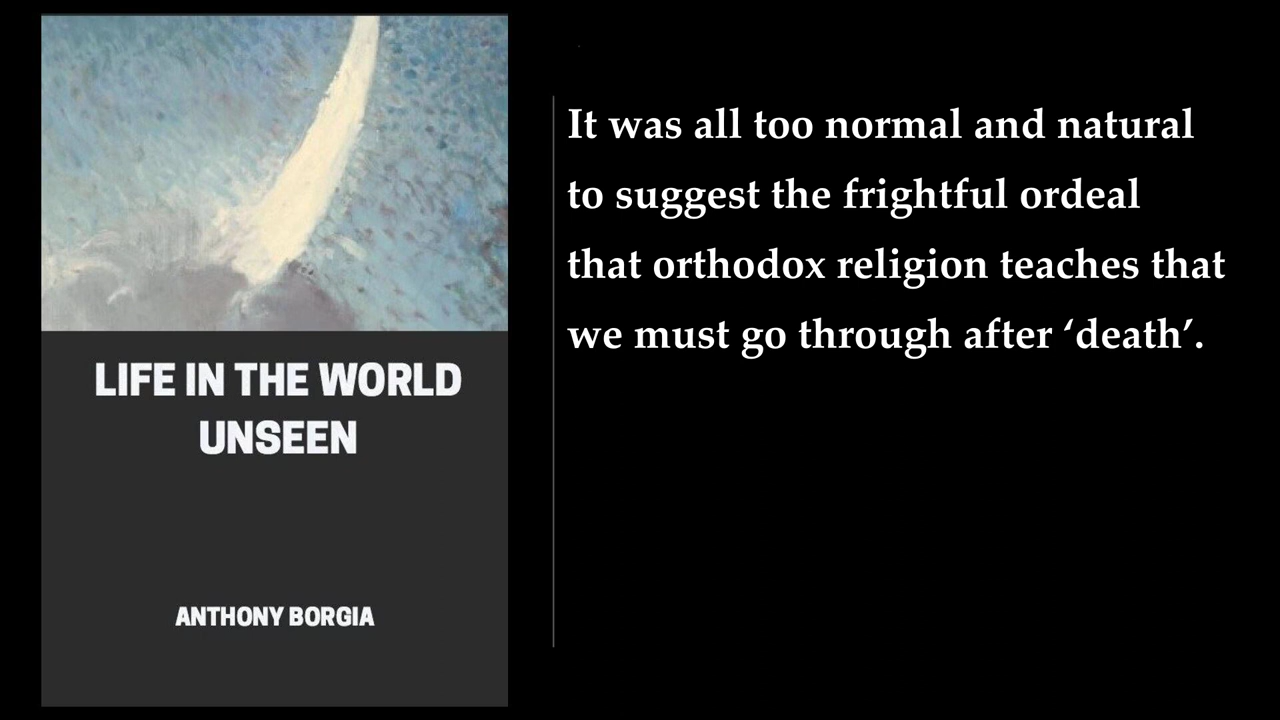 LIFE IN THE WORLD
UNSEEN
ANTHONY BORGIA
It was all too normal and natural
to suggest the frightful ordeal
that orthodox religion teaches that
we must go through after ‘death’.